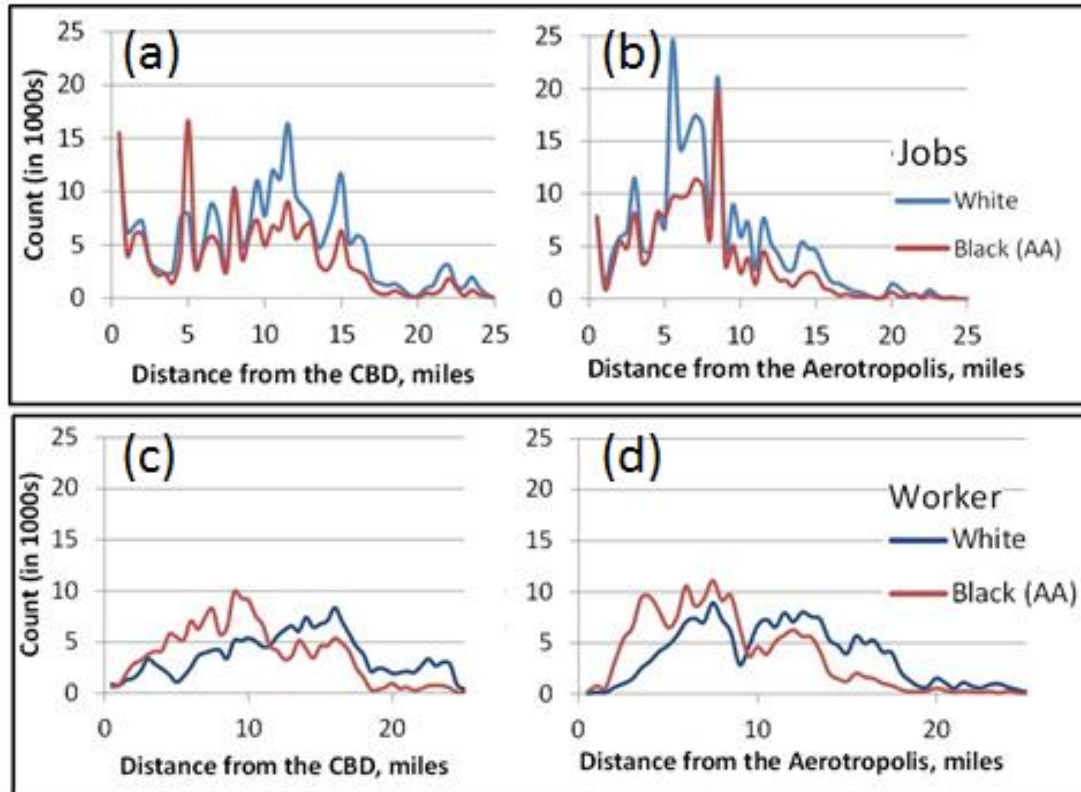 (a)
(b)
25
20
15
10
5
0
Count (in 1000s)
0 5 10 15 20 25
Distance from the CBD, miles
25
20
15
10
5
0
0 5 10 15 20 25
Distance from the Aerotropolis, miles
Jobs
White
Black (AA)
(c)
(d)
25
20
15
10
5
0
Count (in 1000s)
0 10 20
Distance from the CBD, miles
25
20
15
10
5
0
0 10 20
Distance from the Aerotropolis, miles
Worker
White
Black (AA)